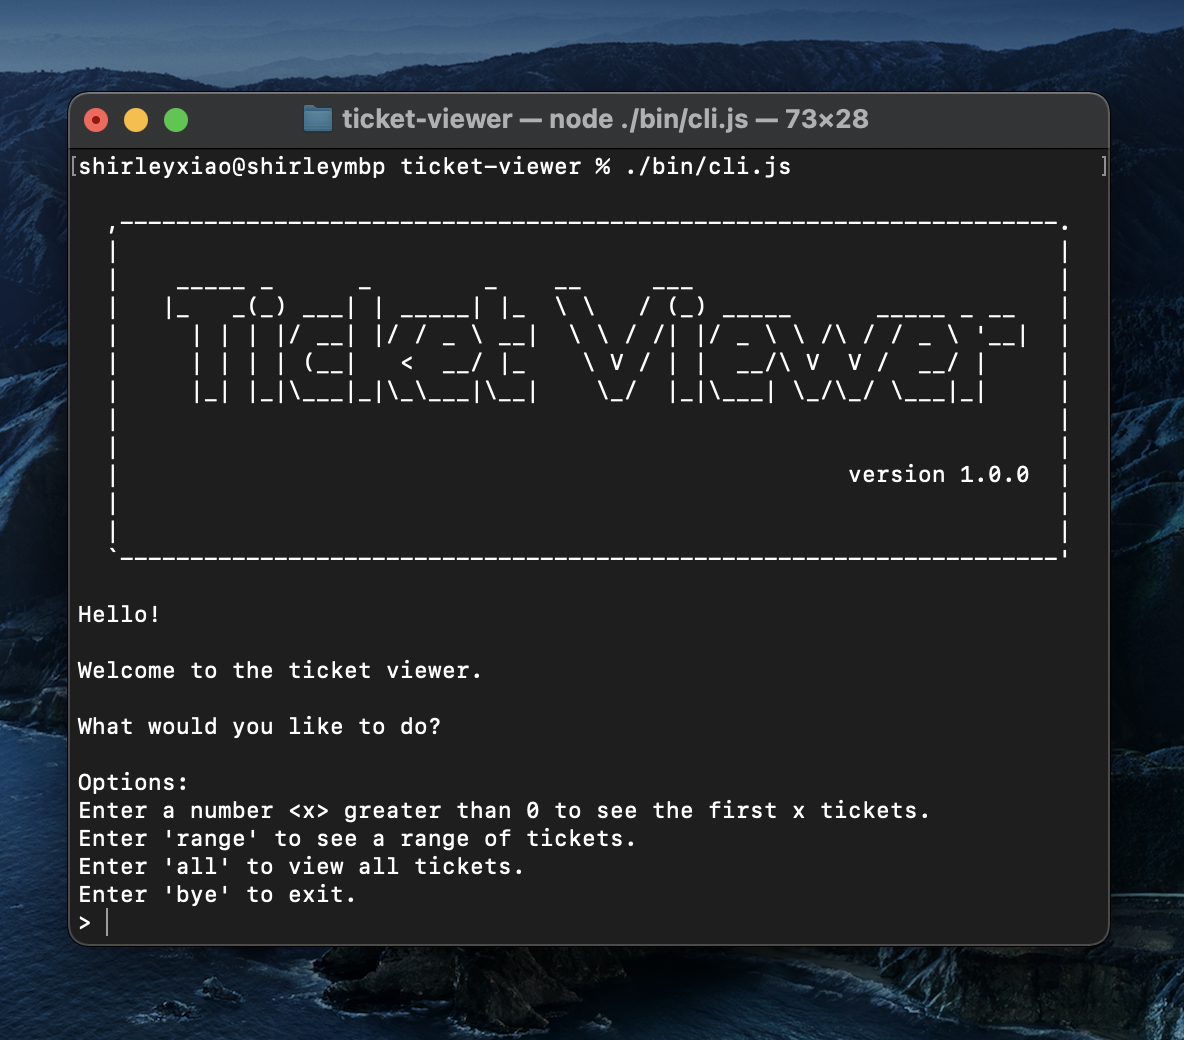 ticket-viewer — node ./bin/cli.js — 73×28
[shirleyxiao@shirleymbp ticket-viewer % ./bin/cli.js ]
Ticket Viewer
version 1.0.0
Hello!
Welcome to the ticket viewer.
What would you like to do?
Options:
Enter a number <x> greater than 0 to see the first x tickets.
Enter 'range' to see a range of tickets.
Enter 'all' to view all tickets.
Enter 'bye' to exit.
>